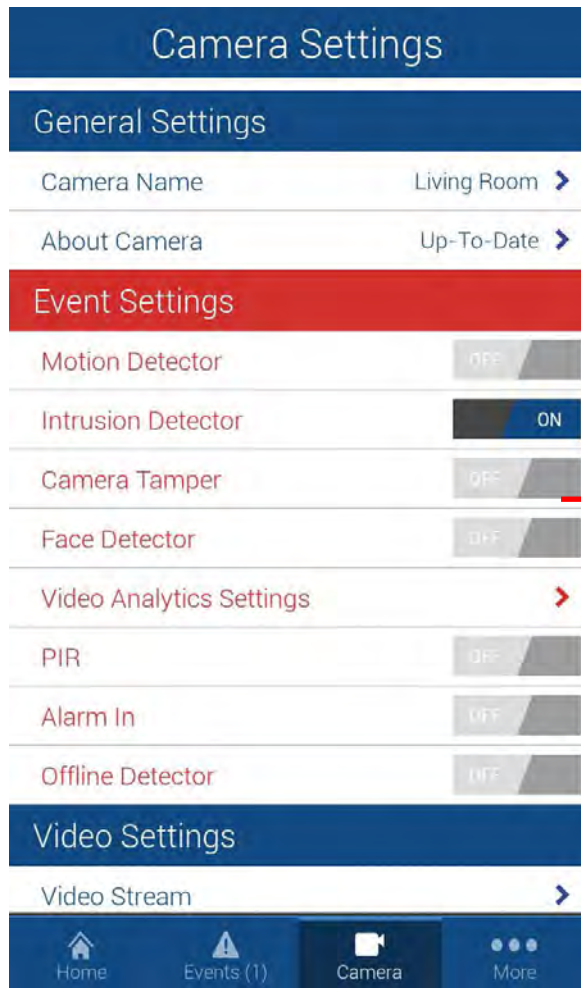 Camera Settings
General Settings
Camera Name Living Room
About Camera Up-To-Date
Event Settings
Motion Detector OFF
Intrusion Detector ON
Camera Tamper OFF
Face Detector OFF
Video Analytics Settings
PIR OFF
Alarm In OFF
Offline Detector OFF
Video Settings
Video Stream
Home Events (1) Camera More